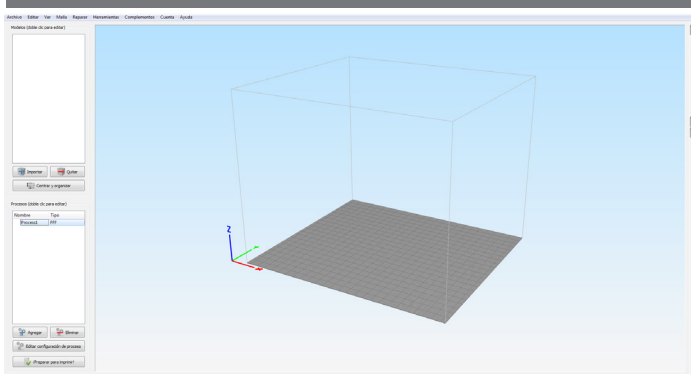 Archivo Editar Ver Malla Reparar Herramientas Complementos Cuenta Ayuda
Modelos (doble clic para editar)
Importar Quitar
Centrar y organizar
Procesos (doble clic para editar)
Nombre Tipo
Process1 FFF
Agregar Eliminar
Editar configuración de proceso
¡Preparar para imprimir!
Z